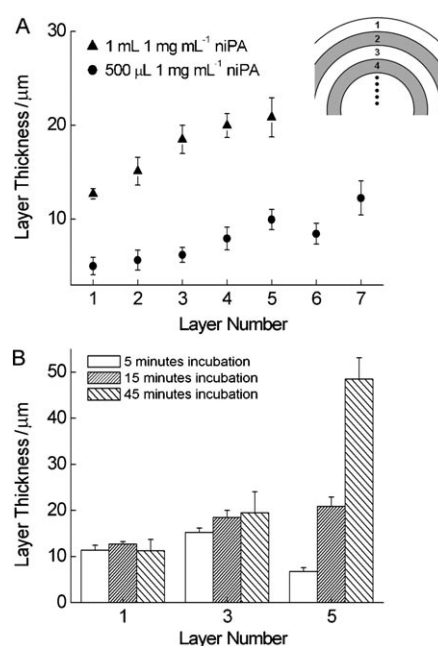 A
▲ 1 mL 1 mg mL⁻¹ niPA
● 500 µL 1 mg mL⁻¹ niPA
1
2
3
4
30
20
10
Layer Thickness/µm
1 2 3 4 5 6 7
Layer Number
B
5 minutes incubation
15 minutes incubation
45 minutes incubation
50
40
30
20
10
0
Layer Thickness/µm
1 3 5
Layer Number